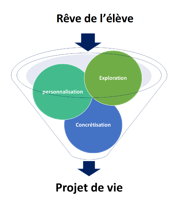 Rêve de l'élève
Exploration
personnalisation
Concrétisation
Projet de vie